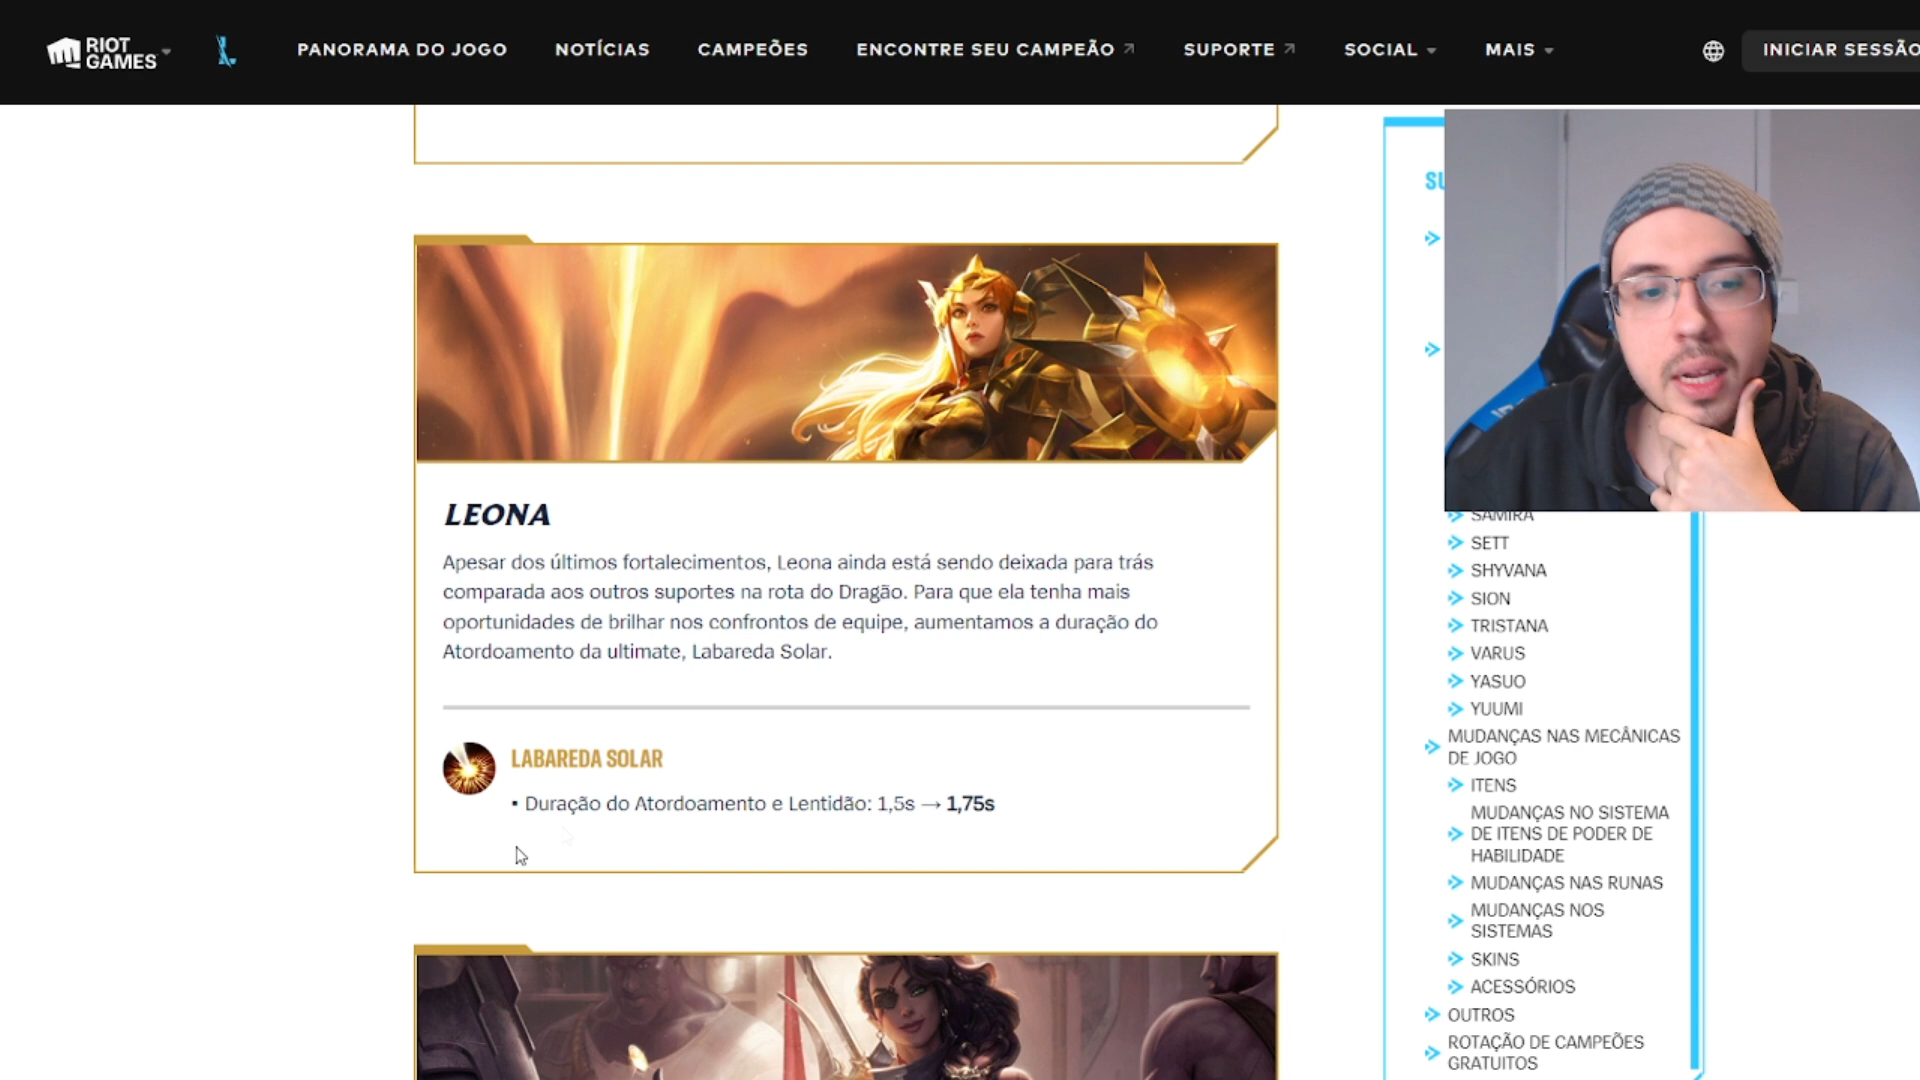 RIOT GAMES
PANORAMA DO JOGO
NOTÍCIAS
CAMPEÕES
ENCONTRE SEU CAMPEÃO
SUPORTE
SOCIAL
MAIS
INICIAR SESSÃO
LEONA
Apesar dos últimos fortalecimentos, Leona ainda está sendo deixada para trás
comparada aos outros suportes na rota do Dragão. Para que ela tenha mais
oportunidades de brilhar nos confrontos de equipe, aumentamos a duração do
Atordoamento da ultimate, Labareda Solar.
LABAREDA SOLAR
• Duração do Atordoamento e Lentidão: 1,5s → 1,75s
SAMIRA
SETT
SHYVANA
SION
TRISTANA
VARUS
YASUO
YUUMI
MUDANÇAS NAS MECÂNICAS
DE JOGO
ITENS
MUDANÇAS NO SISTEMA
DE ITENS DE PODER DE
HABILIDADE
MUDANÇAS NAS RUNAS
MUDANÇAS NOS
SISTEMAS
SKINS
ACESSÓRIOS
OUTROS
ROTAÇÃO DE CAMPEÕES
GRATUITOS